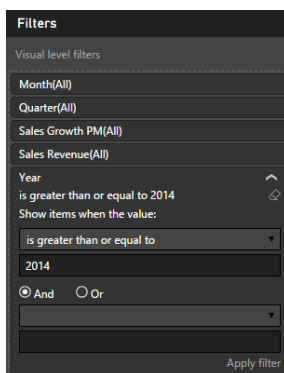 Filters
Visual level filters
Month(All)
Quarter(All)
Sales Growth PM(All)
Sales Revenue(All)
Year
is greater than or equal to 2014
Show items when the value:
is greater than or equal to
2014
And Or
Apply filter